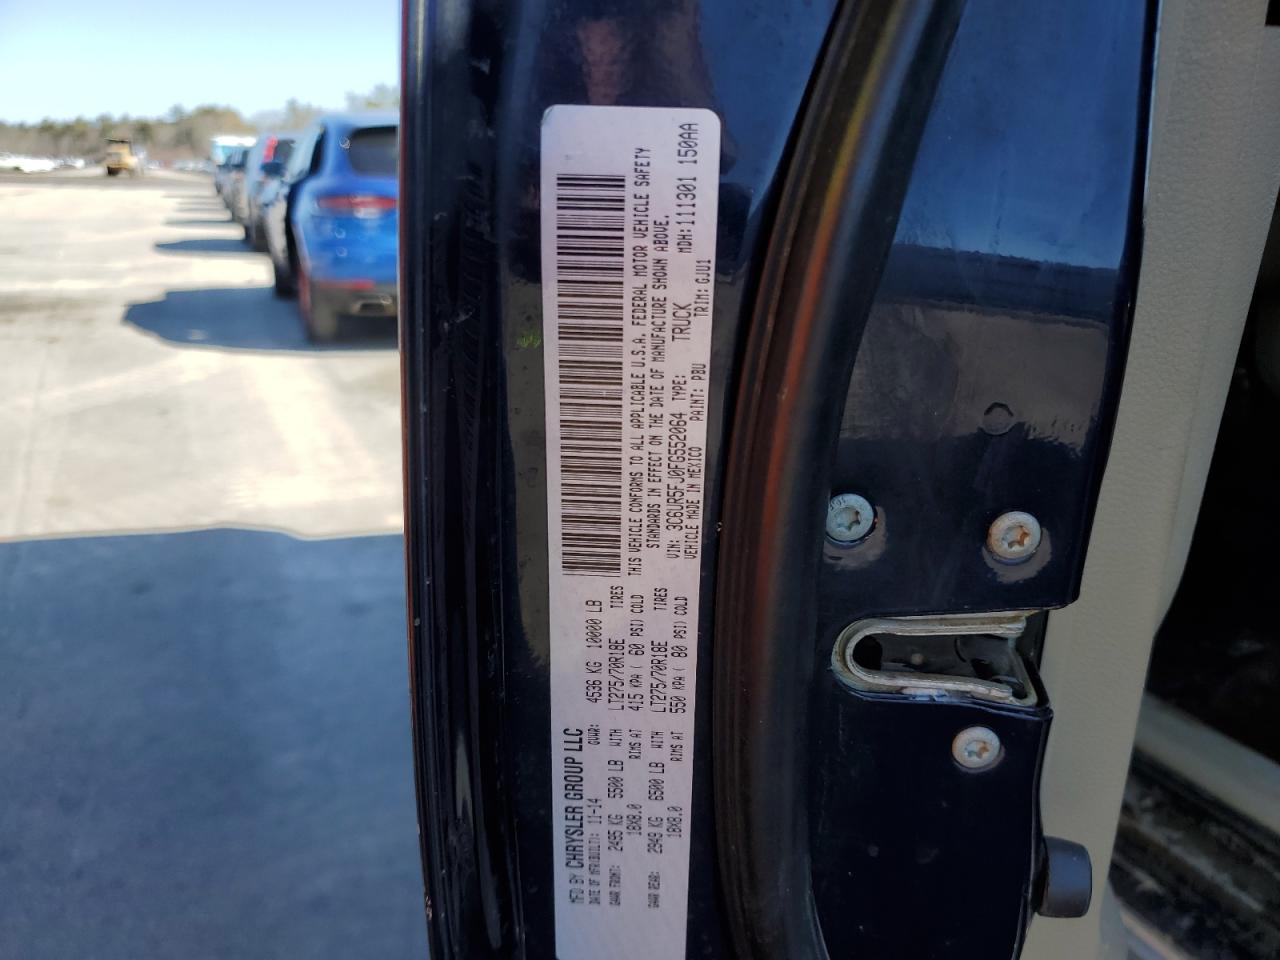 MFD BY CHRYSLER GROUP LLC
DATE OF MFR(BUILT): 11-14 GVWR: 4536 KG 10000 LB
GAWR FRONT: 2495 KG 5500 LB WITH LT275/70R18E TIRES
18X8.0 RIMS AT 415 KPA ( 60 PSI) COLD
GAWR REAR: 2949 KG 6500 LB WITH LT275/70R18E TIRES
18X8.0 RIMS AT 550 KPA ( 80 PSI) COLD
THIS VEHICLE CONFORMS TO ALL APPLICABLE U.S.A. FEDERAL MOTOR VEHICLE SAFETY
STANDARDS IN EFFECT ON THE DATE OF MANUFACTURE SHOWN ABOVE.
VIN: 3C6UR5FJ0FG552064 TYPE: TRUCK MDH:111301 150AA
VEHICLE MADE IN MEXICO PAINT: PBU TRIM: GJU1